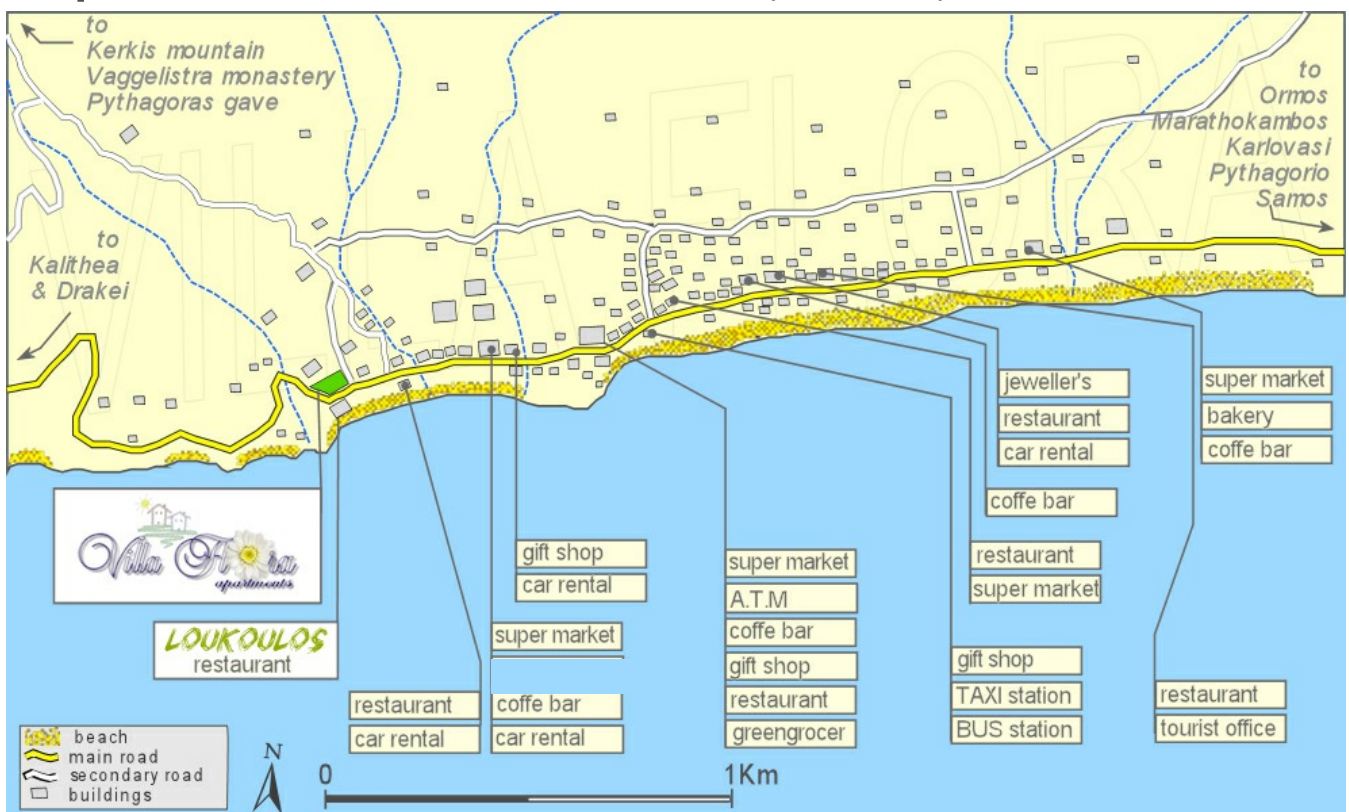 to
Kerkis mountain
Vaggelistra monastery
Pythagoras gave
to
Ormos
Marathokambos
Karlovasi
Pythagorio
Samos
to
Kalithea
& Drakei
VILLA FLORA
jeweller's
restaurant
car rental
super market
bakery
coffe bar
coffe bar
restaurant
super market
gift shop
car rental
super market
A.T.M
coffe bar
gift shop
restaurant
greengrocer
Villa Flora
apartments
LOUKOULOS
restaurant
super market
coffe bar
car rental
restaurant
car rental
gift shop
TAXI station
BUS station
restaurant
tourist office
beach
main road
secondary road
buildings
N
0
1Km